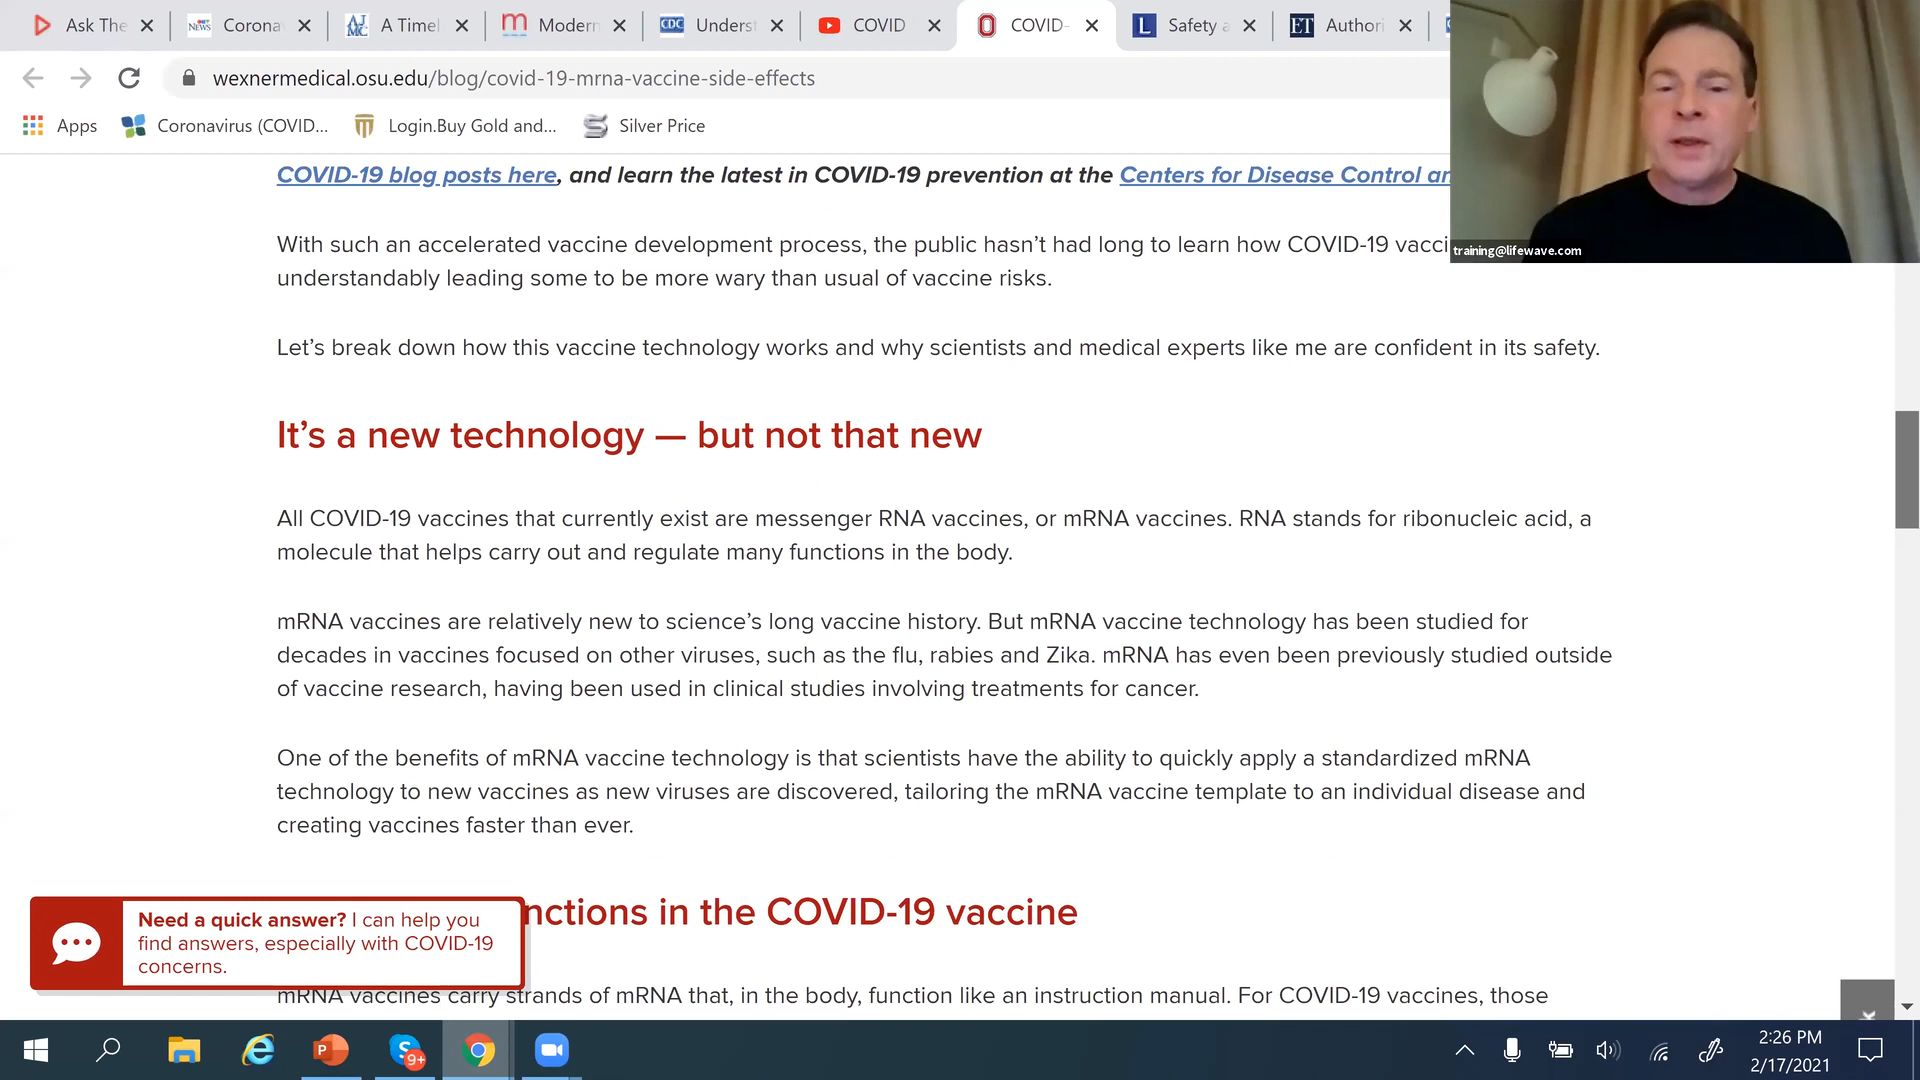 Ask The
Corona
A Timel
Modern
Underst
COVID
COVID-
Safety a
Authori
wexnermedical.osu.edu/blog/covid-19-mrna-vaccine-side-effects
Apps
Coronavirus (COVID...
Login.Buy Gold and...
Silver Price
training@lifewave.com
COVID-19 blog posts here, and learn the latest in COVID-19 prevention at the Centers for Disease Control an
With such an accelerated vaccine development process, the public hasn't had long to learn how COVID-19 vacci
understandably leading some to be more wary than usual of vaccine risks.
Let's break down how this vaccine technology works and why scientists and medical experts like me are confident in its safety.
It's a new technology — but not that new
All COVID-19 vaccines that currently exist are messenger RNA vaccines, or mRNA vaccines. RNA stands for ribonucleic acid, a
molecule that helps carry out and regulate many functions in the body.
mRNA vaccines are relatively new to science's long vaccine history. But mRNA vaccine technology has been studied for
decades in vaccines focused on other viruses, such as the flu, rabies and Zika. mRNA has even been previously studied outside
of vaccine research, having been used in clinical studies involving treatments for cancer.
One of the benefits of mRNA vaccine technology is that scientists have the ability to quickly apply a standardized mRNA
technology to new vaccines as new viruses are discovered, tailoring the mRNA vaccine template to an individual disease and
creating vaccines faster than ever.
nctions in the COVID-19 vaccine
Need a quick answer? I can help you
find answers, especially with COVID-19
concerns.
mRNA vaccines carry strands of mRNA that, in the body, function like an instruction manual. For COVID-19 vaccines, those
9+
2:26 PM
2/17/2021